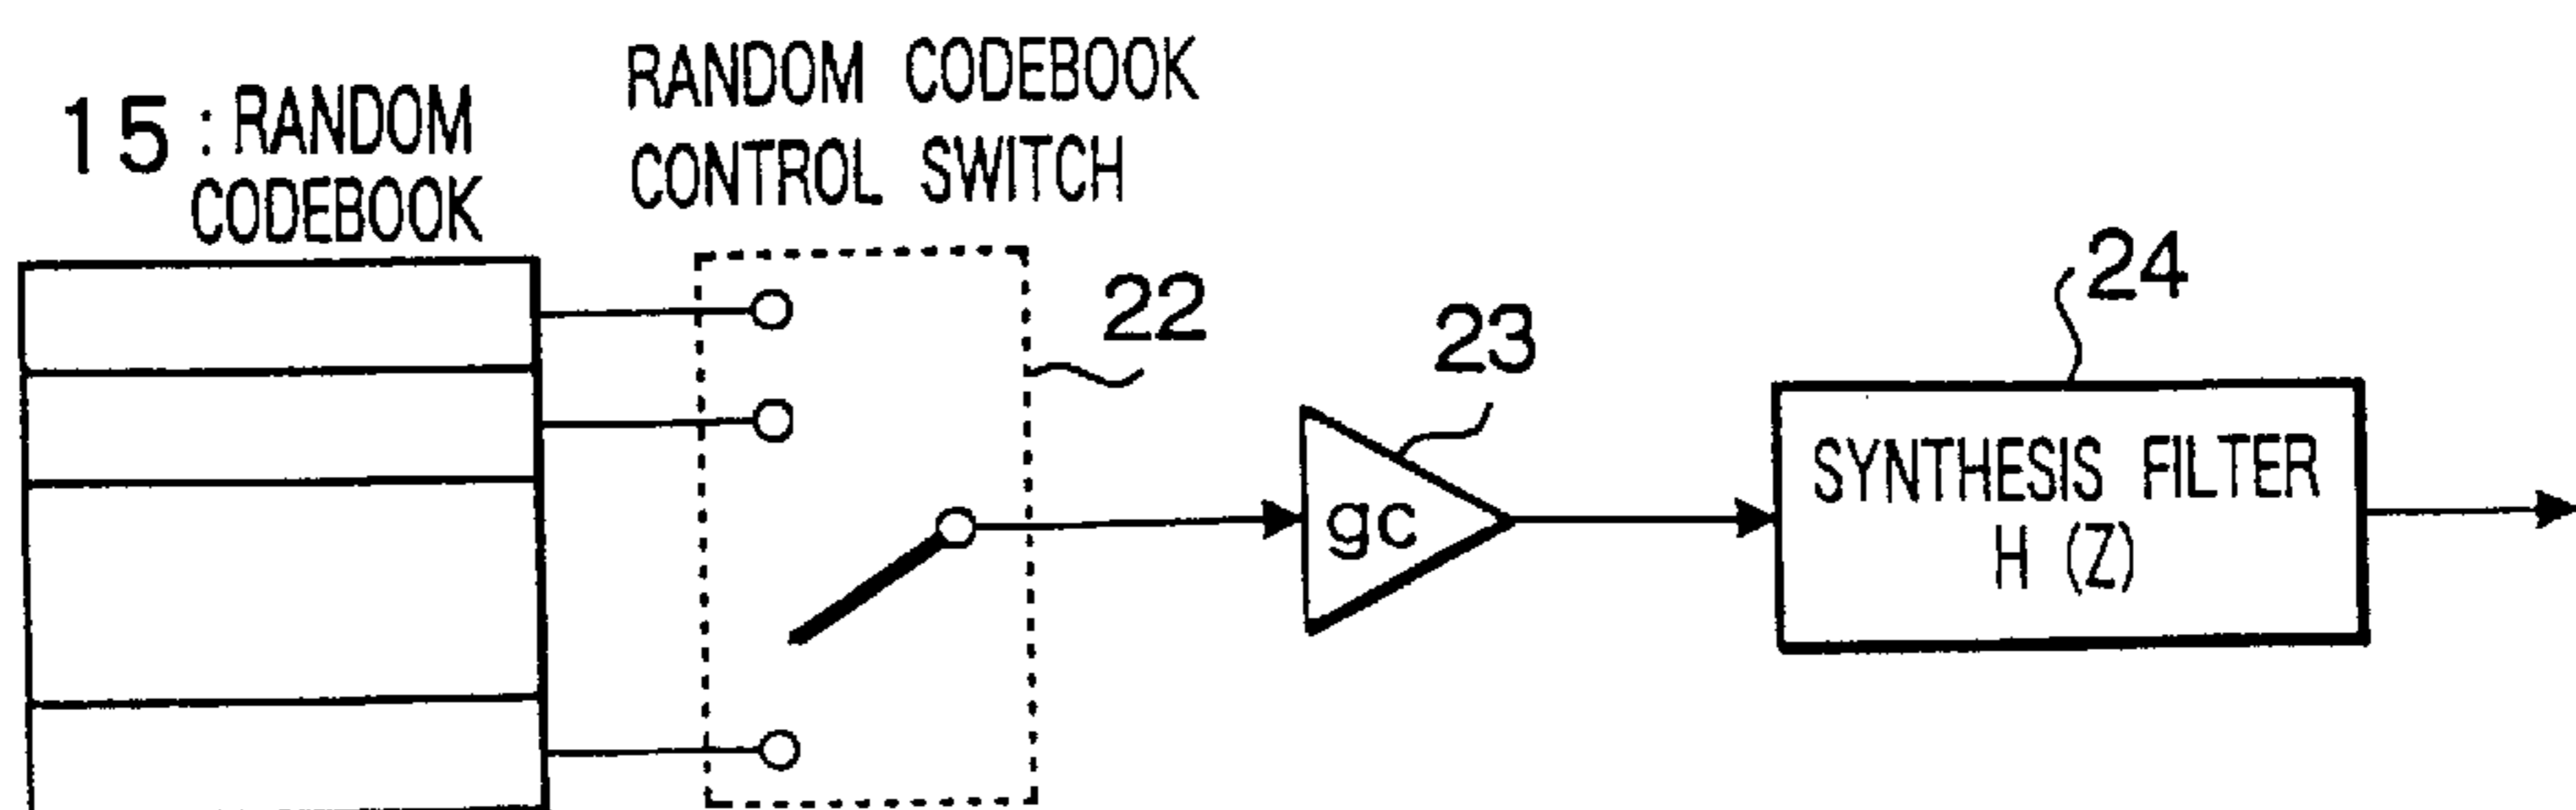 15 : RANDOM
CODEBOOK
RANDOM CODEBOOK
CONTROL SWITCH
22
23
gc
24
SYNTHESIS FILTER
H (Z)